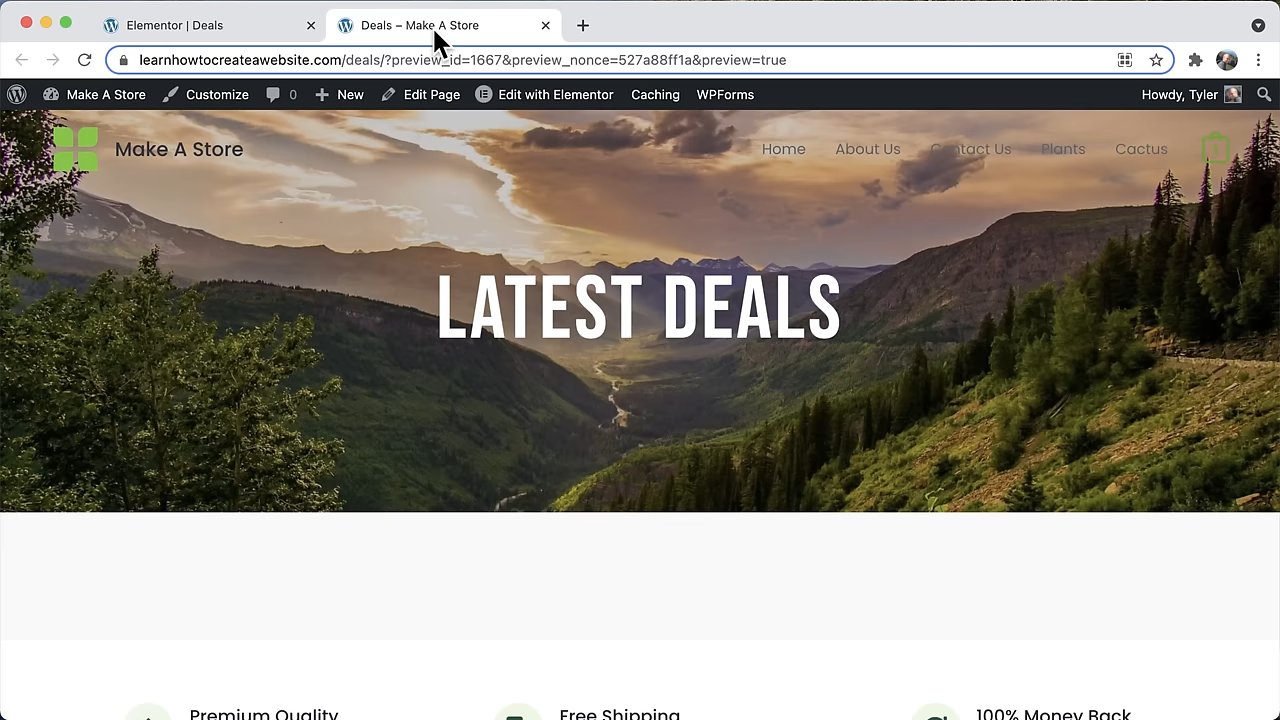 Elementor | Deals
Deals – Make A Store
learnhowtocreateawebsite.com/deals/?preview_id=1667&preview_nonce=527a88ff1a&preview=true
Make A Store Customize 0 New Edit Page Edit with Elementor Caching WPForms Howdy, Tyler
Make A Store Home About Us Contact Us Plants Cactus 1
LATEST DEALS
Premium Quality Free Shipping 100% Money Back